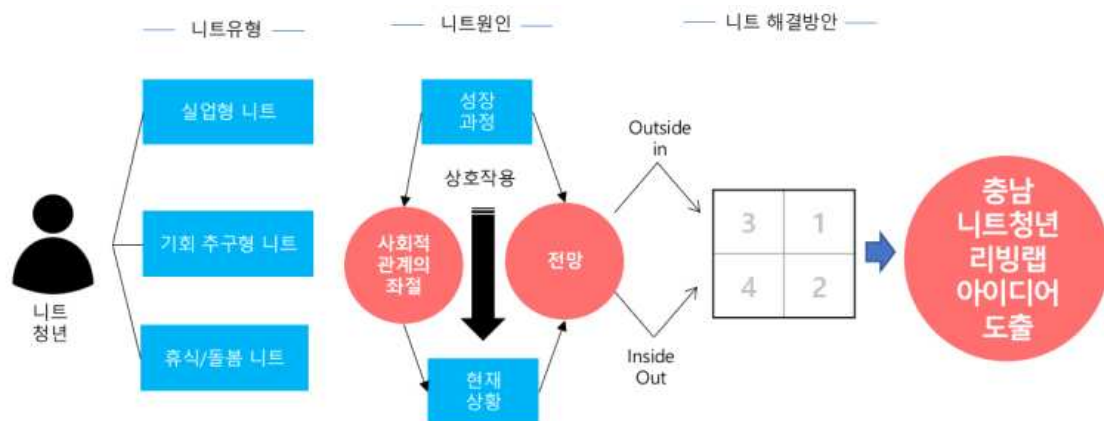 니트유형
니트원인
니트 해결방안
실업형 니트
기회 추구형 니트
휴식/돌봄 니트
니트
청년
성장
과정
상호작용
사회적
관계의
좌절
전망
현재
상황
Outside
in
Inside
Out
3 1
4 2
충남
니트청년
리빙랩
아이디어
도출